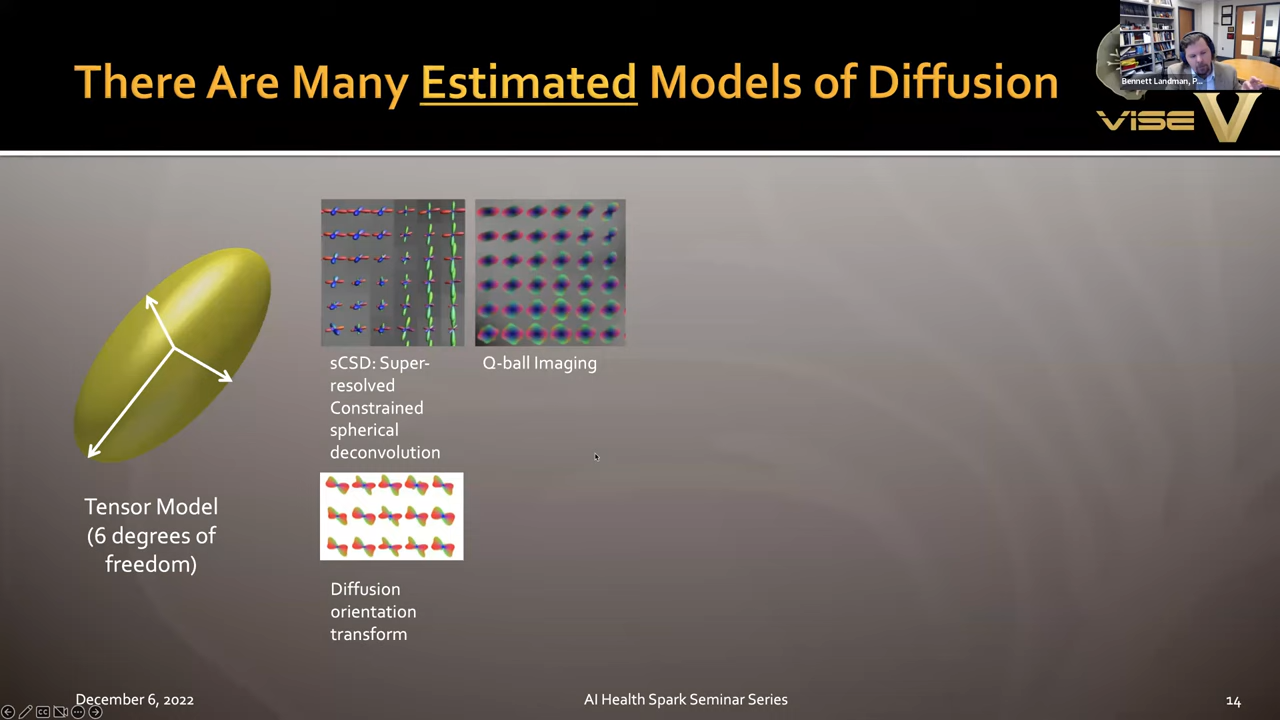 There Are Many Estimated Models of Diffusion
Bennett Landman, P...
VISE V
sCSD: Super-
resolved
Constrained
spherical
deconvolution
Q-ball Imaging
Tensor Model
(6 degrees of
freedom)
Diffusion
orientation
transform
December 6, 2022
AI Health Spark Seminar Series
14